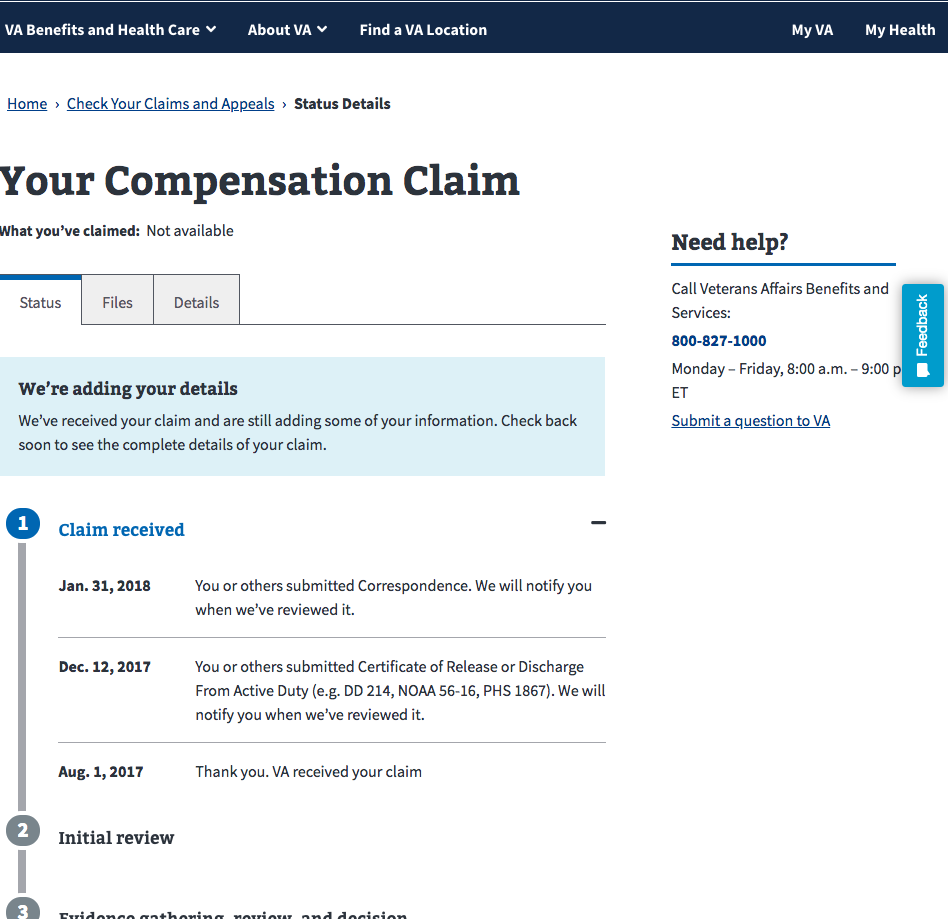 VA Benefits and Health Care About VA Find a VA Location My VA My Health
Home › Check Your Claims and Appeals › Status Details
Your Compensation Claim
What you’ve claimed: Not available
Status Files Details
We’re adding your details
We’ve received your claim and are still adding some of your information. Check back
soon to see the complete details of your claim.
1 Claim received
Jan. 31, 2018 You or others submitted Correspondence. We will notify you
when we’ve reviewed it.
Dec. 12, 2017 You or others submitted Certificate of Release or Discharge
From Active Duty (e.g. DD 214, NOAA 56-16, PHS 1867). We will
notify you when we’ve reviewed it.
Aug. 1, 2017 Thank you. VA received your claim
2 Initial review
3 Evidence gathering, review, and decision
Need help?
Call Veterans Affairs Benefits and
Services:
800-827-1000
Monday – Friday, 8:00 a.m. – 9:00 p
ET
Submit a question to VA
Feedback